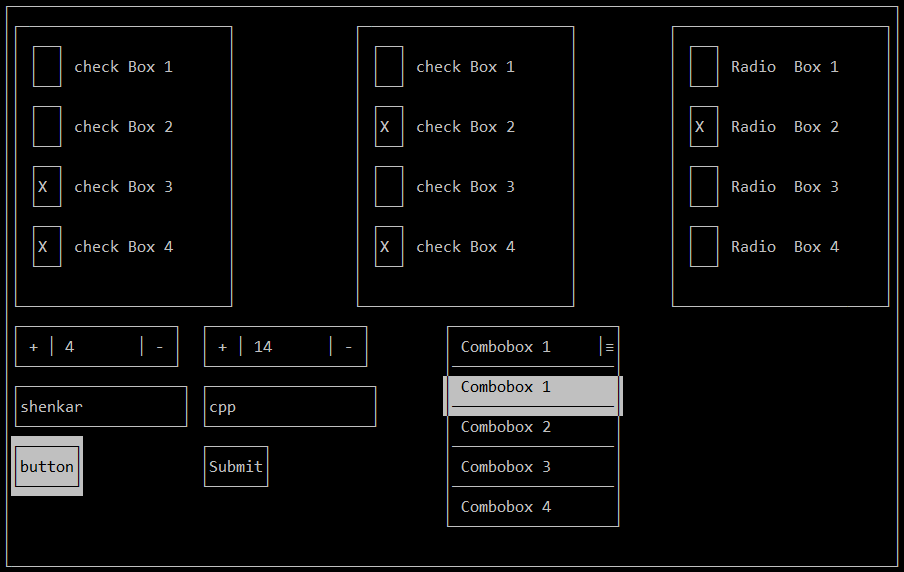 check Box 1 check Box 1 Radio  Box 1
check Box 2 X check Box 2 X Radio  Box 2
X check Box 3 check Box 3 Radio  Box 3
X check Box 4 X check Box 4 Radio  Box 4
+ 4 - + 14 - Combobox 1 ≡
Combobox 1
shenkar cpp
Combobox 2
button Submit Combobox 3
Combobox 4